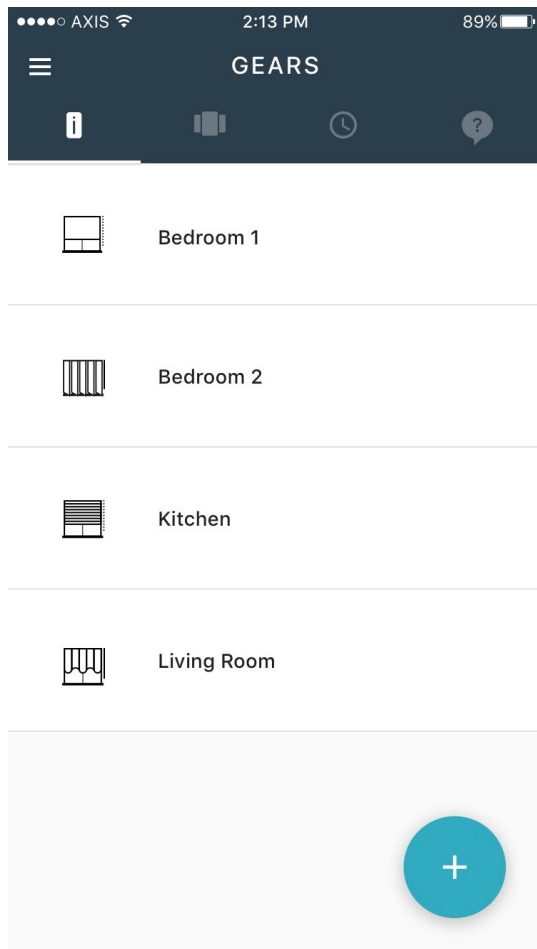 AXIS 2:13 PM 89%
GEARS
?
Bedroom 1
Bedroom 2
Kitchen
Living Room
+